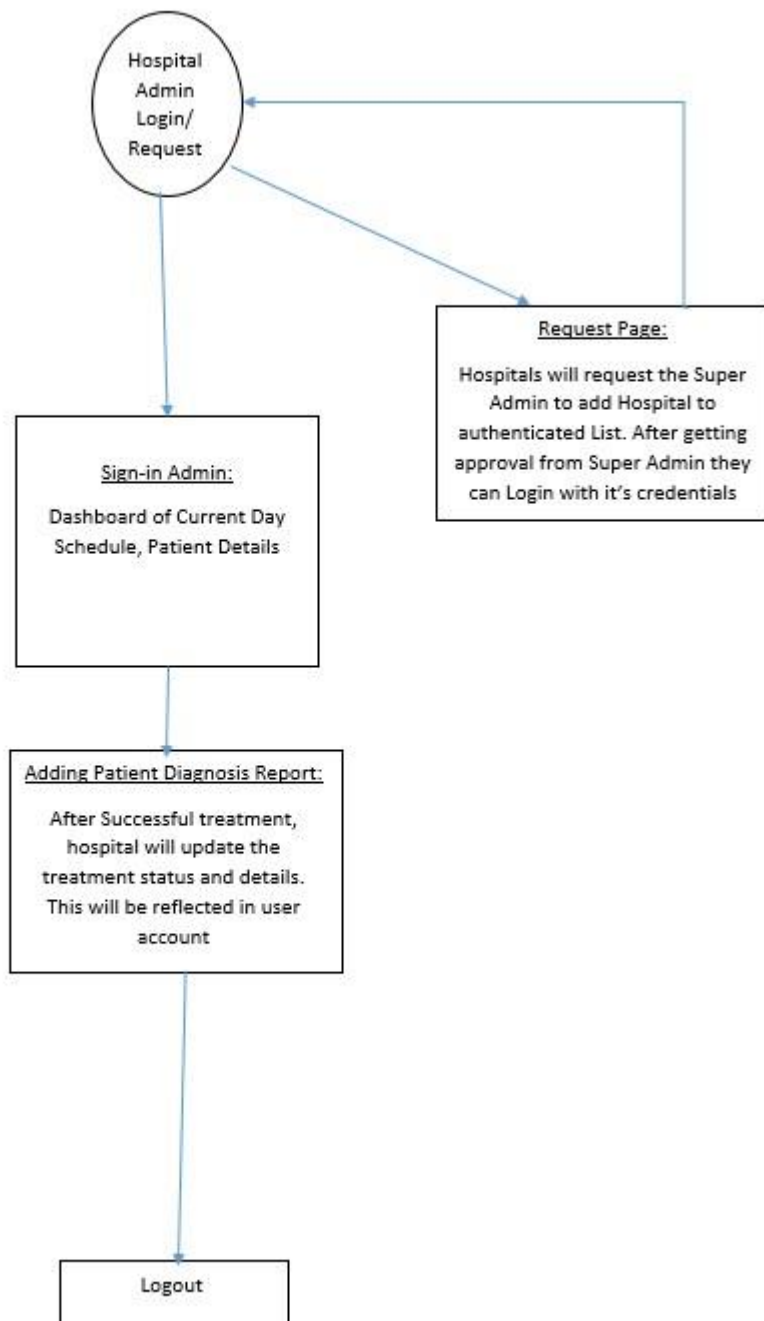 Hospital
Admin
Login/
Request
Request Page:
Hospitals will request the Super
Admin to add Hospital to
authenticated List. After getting
approval from Super Admin they
can Login with it's credentials
Sign-in Admin:
Dashboard of Current Day
Schedule, Patient Details
Adding Patient Diagnosis Report:
After Successful treatment,
hospital will update the
treatment status and details.
This will be reflected in user
account
Logout